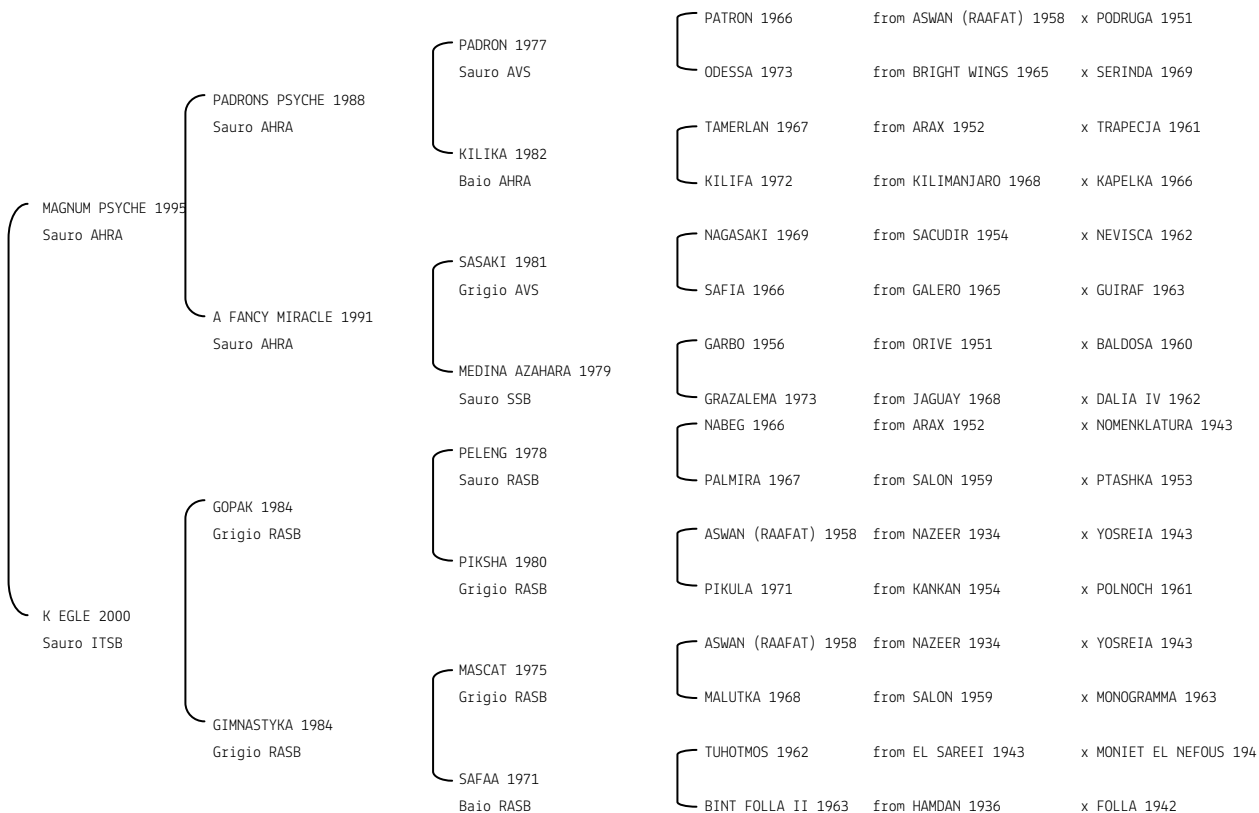 PATRON 1966 from ASWAN (RAAFAT) 1958 x PODRUGA 1951
PADRON 1977
Sauro AVS
ODESSA 1973 from BRIGHT WINGS 1965 x SERINDA 1969
PADRONS PSYCHE 1988
Sauro AHRA
TAMERLAN 1967 from ARAX 1952 x TRAPECJA 1961
KILIKA 1982
Baio AHRA
KILIFA 1972 from KILIMANJARO 1968 x KAPELKA 1966
MAGNUM PSYCHE 1995
Sauro AHRA
NAGASAKI 1969 from SACUDIR 1954 x NEVISCA 1962
SASAKI 1981
Grigio AVS
SAFIA 1966 from GALERO 1965 x GUIRAF 1963
A FANCY MIRACLE 1991
Sauro AHRA
GARBO 1956 from ORIVE 1951 x BALDOSA 1960
MEDINA AZAHARA 1979
Sauro SSB
GRAZALEMA 1973 from JAGUAY 1968 x DALIA IV 1962
NABEG 1966 from ARAX 1952 x NOMENKLATURA 1943
PELENG 1978
Sauro RASB
PALMIRA 1967 from SALON 1959 x PTASHKA 1953
GOPAK 1984
Grigio RASB
ASWAN (RAAFAT) 1958 from NAZEER 1934 x YOSREIA 1943
PIKSHA 1980
Grigio RASB
PIKULA 1971 from KANKAN 1954 x POLNOCH 1961
K EGLE 2000
Sauro ITSB
ASWAN (RAAFAT) 1958 from NAZEER 1934 x YOSREIA 1943
MASCAT 1975
Grigio RASB
MALUTKA 1968 from SALON 1959 x MONOGRAMMA 1963
GIMNASTYKA 1984
Grigio RASB
TUHOTMOS 1962 from EL SAREEI 1943 x MONIET EL NEFOUS 194
SAFAA 1971
Baio RASB
BINT FOLLA II 1963 from HAMDAN 1936 x FOLLA 1942